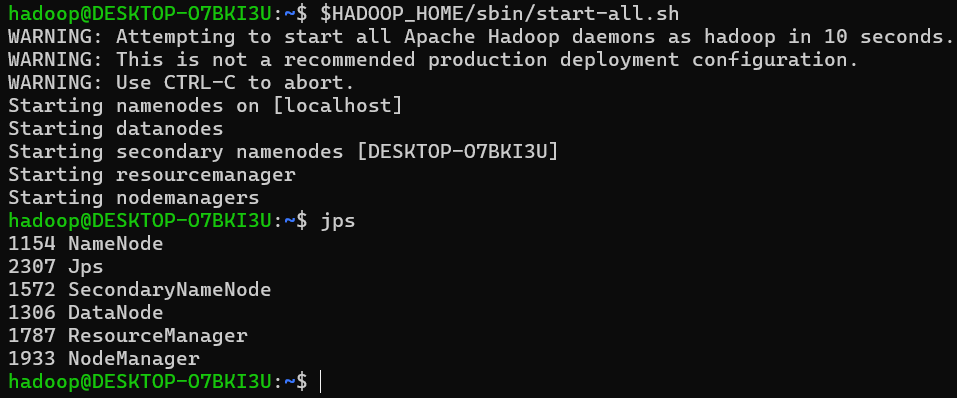 hadoop@DESKTOP-O7BKI3U:~$ $HADOOP_HOME/sbin/start-all.sh
WARNING: Attempting to start all Apache Hadoop daemons as hadoop in 10 seconds.
WARNING: This is not a recommended production deployment configuration.
WARNING: Use CTRL-C to abort.
Starting namenodes on [localhost]
Starting datanodes
Starting secondary namenodes [DESKTOP-O7BKI3U]
Starting resourcemanager
Starting nodemanagers
hadoop@DESKTOP-O7BKI3U:~$ jps
1154 NameNode
2307 Jps
1572 SecondaryNameNode
1306 DataNode
1787 ResourceManager
1933 NodeManager
hadoop@DESKTOP-O7BKI3U:~$